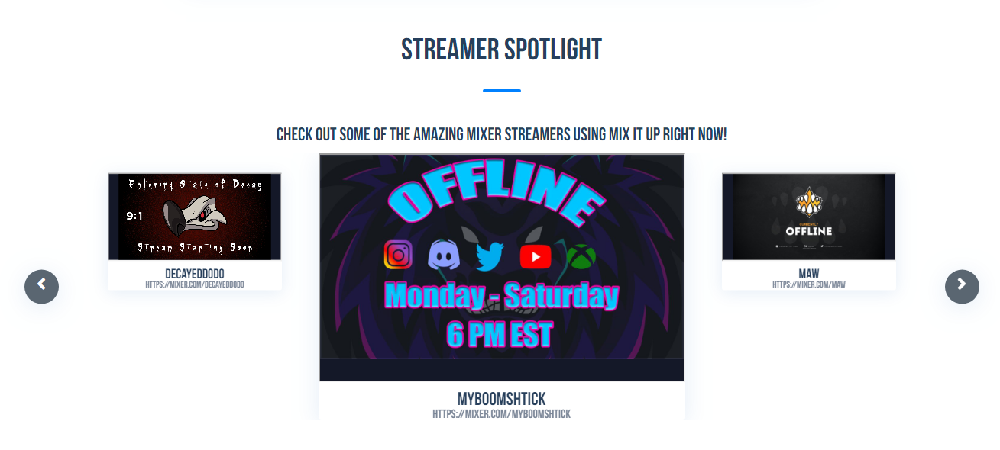 STREAMER SPOTLIGHT
CHECK OUT SOME OF THE AMAZING MIXER STREAMERS USING MIX IT UP RIGHT NOW!
Entering State of Decay
9:1
Stream Starting Soon
DECAYEDDODO
HTTPS://MIXER.COM/DECAYEDDODO
OFFLINE
Monday - Saturday
6 PM EST
MYBOOMSHTICK
HTTPS://MIXER.COM/MYBOOMSHTICK
CURRENTLY
OFFLINE
MAW
HTTPS://MIXER.COM/MAW